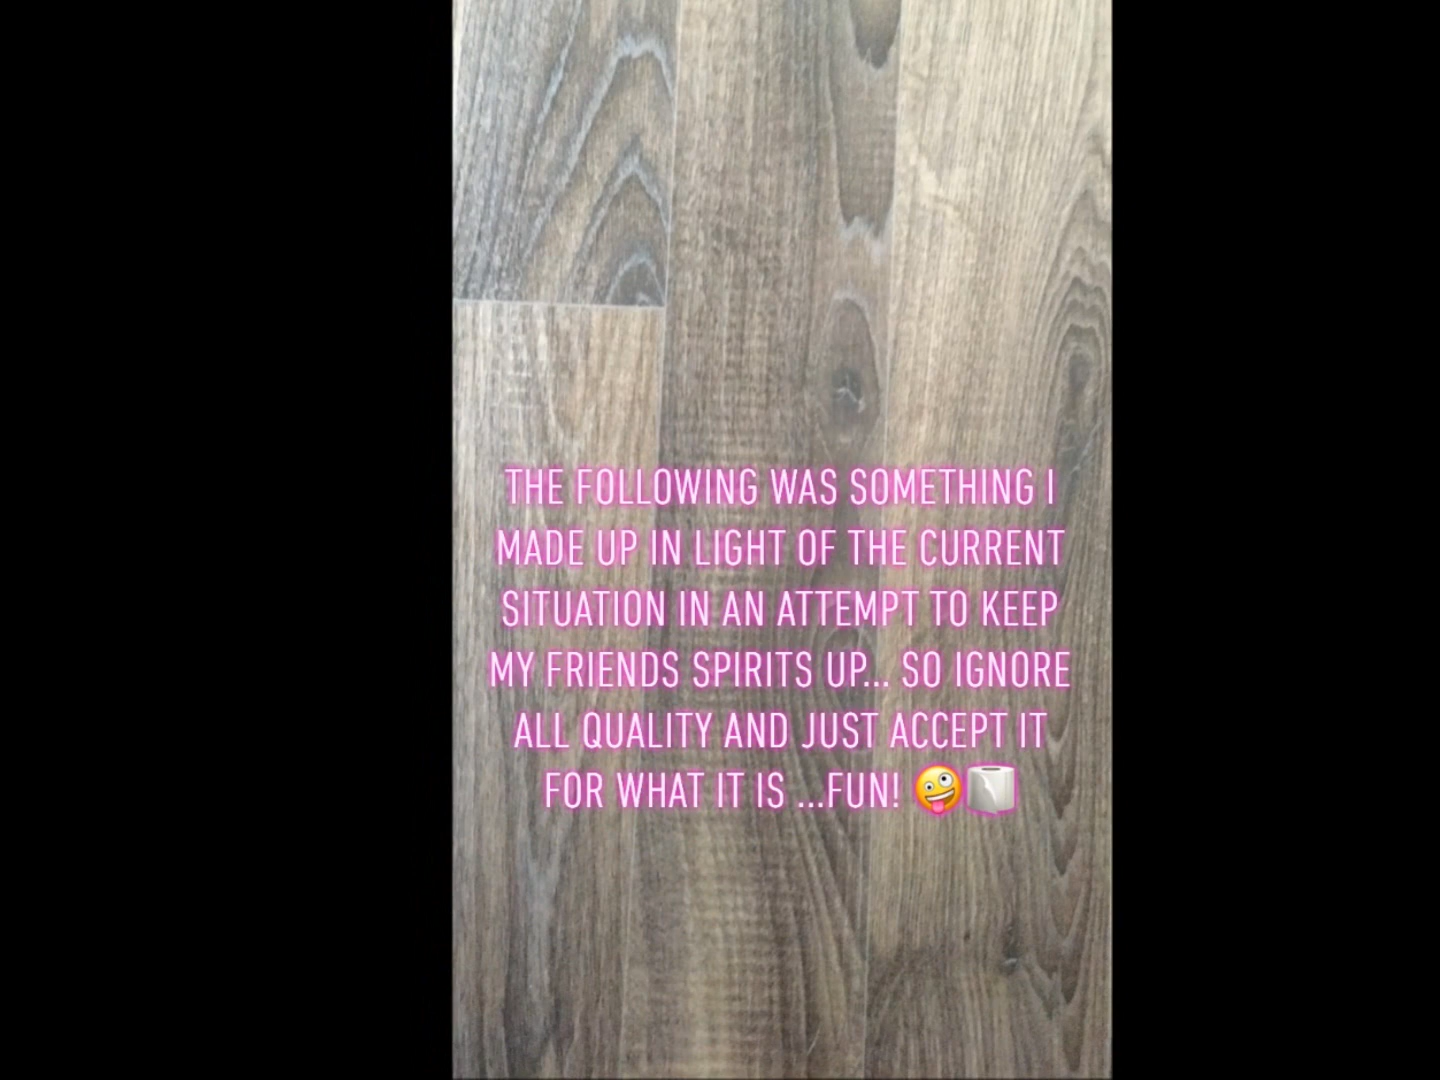 THE FOLLOWING WAS SOMETHING I
MADE UP IN LIGHT OF THE CURRENT
SITUATION IN AN ATTEMPT TO KEEP
MY FRIENDS SPIRITS UP... SO IGNORE
ALL QUALITY AND JUST ACCEPT IT
FOR WHAT IT IS ...FUN! 🤪🧻